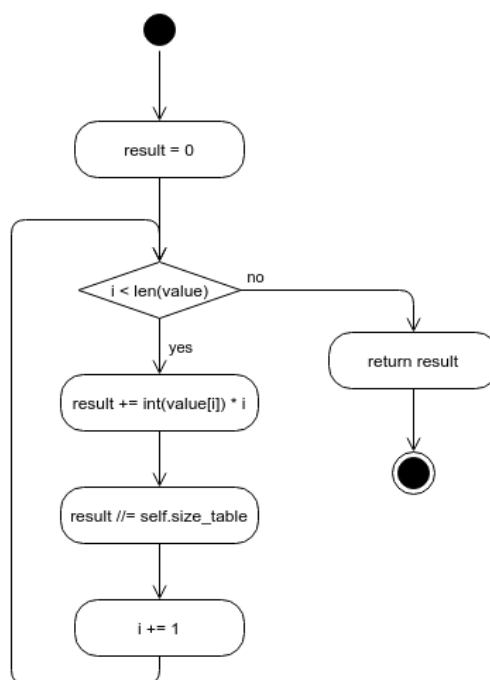 result = 0
i < len(value)
no
yes
return result
result += int(value[i]) * i
result //= self.size_table
i += 1